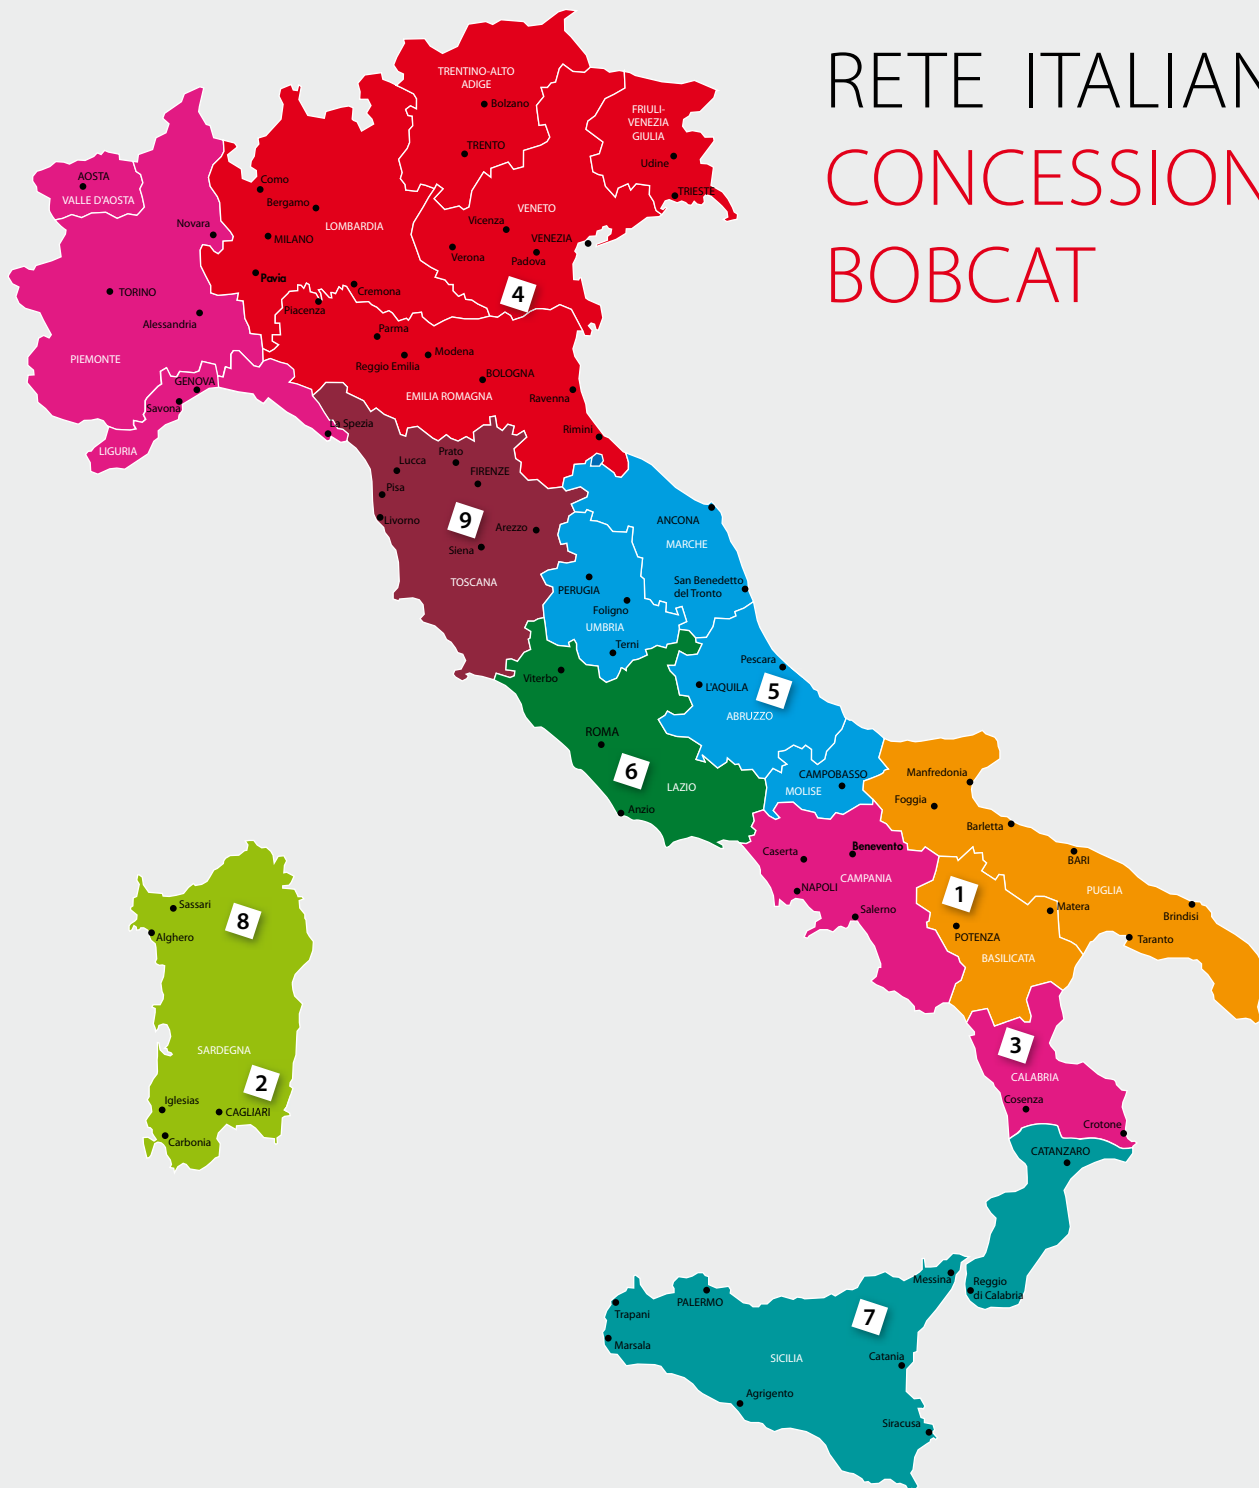 RETE ITALIAN
CONCESSION
BOBCAT
TRENTINO-ALTO
ADIGE
Bolzano
TRENTO
FRIULI-
VENEZIA
GIULIA
Udine
TRIESTE
AOSTA
VALLE D'AOSTA
Novara
TORINO
Alessandria
PIEMONTE
Como
Bergamo
LOMBARDIA
MILANO
Pavia
Cremona
VENETO
Vicenza
VENEZIA
Verona
Padova
4
Piacenza
Parma
Modena
Reggio Emilia
BOLOGNA
EMILIA ROMAGNA
Ravenna
Rimini
GENOVA
Savona
La Spezia
LIGURIA
Lucca
Prato
FIRENZE
Pisa
Livorno
9
Arezzo
Siena
TOSCANA
ANCONA
MARCHE
San Benedetto
del Tronto
PERUGIA
Foligno
UMBRIA
Terni
Viterbo
Pescara
L'AQUILA
5
ABRUZZO
ROMA
6
LAZIO
Anzio
CAMPOBASSO
MOLISE
Manfredonia
Foggia
Barletta
BARI
PUGLIA
Brindisi
Taranto
Caserta
Benevento
CAMPANIA
NAPOLI
Salerno
1
Matera
POTENZA
BASILICATA
3
CALABRIA
Cosenza
Crotone
CATANZARO
Reggio
di Calabria
Sassari
8
Alghero
SARDEGNA
2
Iglesias
CAGLIARI
Carbonia
Messina
PALERMO
Trapani
7
Marsala
SICILIA
Catania
Agrigento
Siracusa